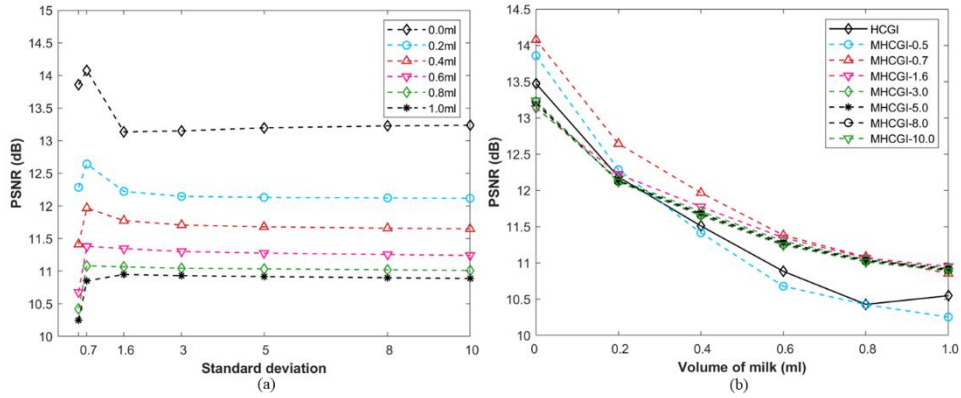 15
14.5
14
13.5
13
12.5
12
11.5
11
10.5
10
PSNR (dB)
0.0ml
0.2ml
0.4ml
0.6ml
0.8ml
1.0ml
0.7 1.6 3 5 8 10
Standard deviation
(a)
14.5
14
13.5
13
12.5
12
11.5
11
10.5
10
PSNR (dB)
HCGI
MHCGI-0.5
MHCGI-0.7
MHCGI-1.6
MHCGI-3.0
MHCGI-5.0
MHCGI-8.0
MHCGI-10.0
0 0.2 0.4 0.6 0.8 1.0
Volume of milk (ml)
(b)